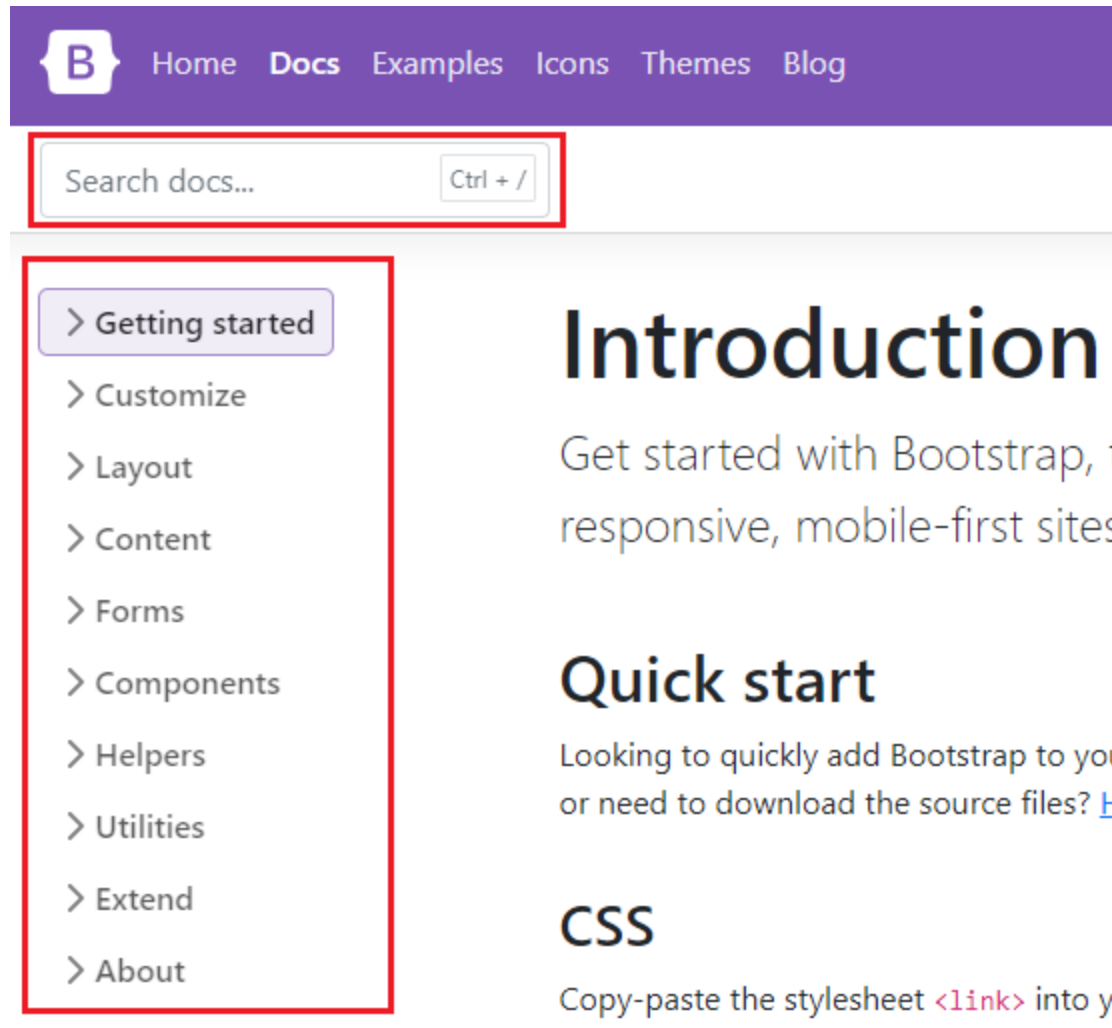 B Home Docs Examples Icons Themes Blog
Search docs... Ctrl + /
Getting started
Customize
Layout
Content
Forms
Components
Helpers
Utilities
Extend
About
Introduction
Get started with Bootstrap,
responsive, mobile-first sites
Quick start
Looking to quickly add Bootstrap to you
or need to download the source files?
CSS
Copy-paste the stylesheet <link> into